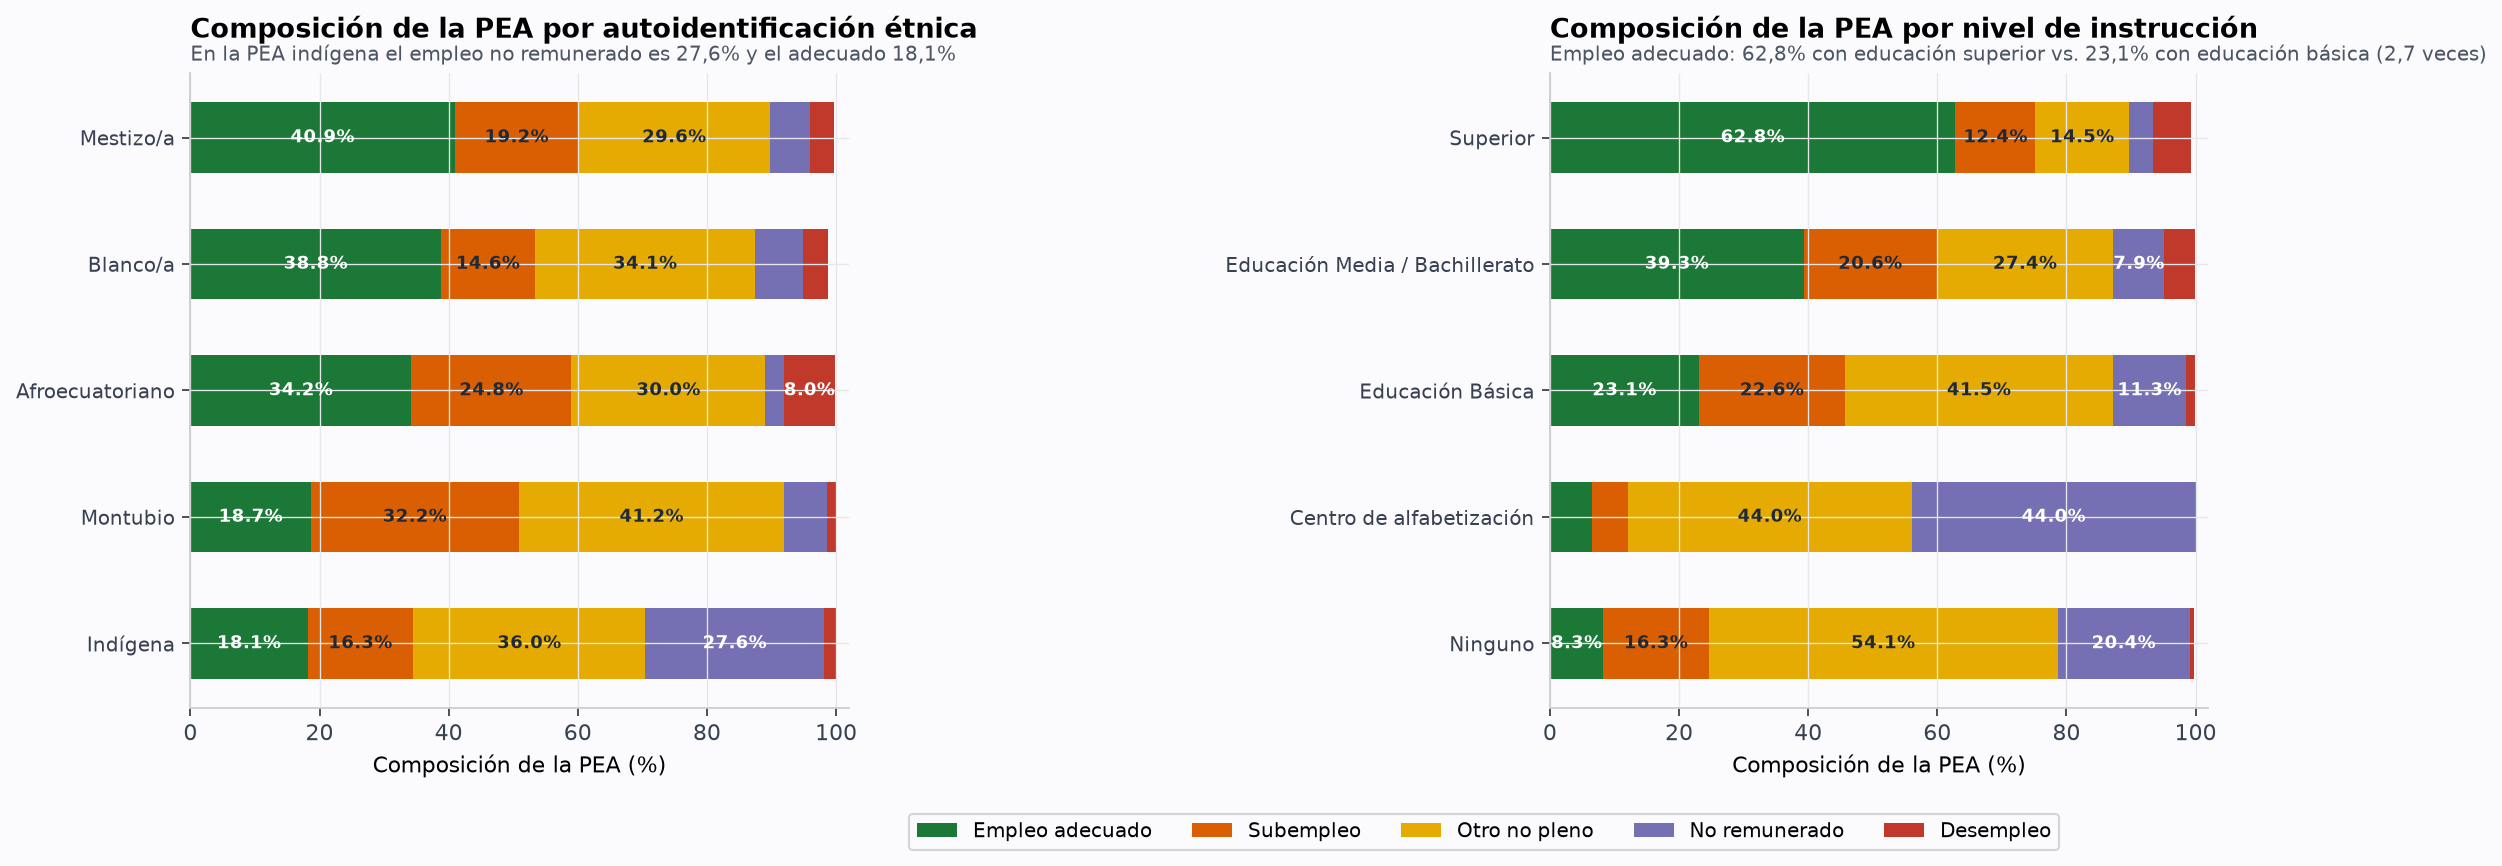 Composición de la PEA por autoidentificación étnica
En la PEA indígena el empleo no remunerado es 27,6% y el adecuado 18,1%
Mestizo/a 40.9% 19.2% 29.6%
Blanco/a 38.8% 14.6% 34.1%
Afroecuatoriano 34.2% 24.8% 30.0% 8.0%
Montubio 18.7% 32.2% 41.2%
Indígena 18.1% 16.3% 36.0% 27.6%
0 20 40 60 80 100
Composición de la PEA (%)
Composición de la PEA por nivel de instrucción
Empleo adecuado: 62,8% con educación superior vs. 23,1% con educación básica (2,7 veces)
Superior 62.8% 12.4% 14.5%
Educación Media / Bachillerato 39.3% 20.6% 27.4% 7.9%
Educación Básica 23.1% 22.6% 41.5% 11.3%
Centro de alfabetización 44.0% 44.0%
Ninguno 8.3% 16.3% 54.1% 20.4%
0 20 40 60 80 100
Composición de la PEA (%)
Empleo adecuado Subempleo Otro no pleno No remunerado Desempleo